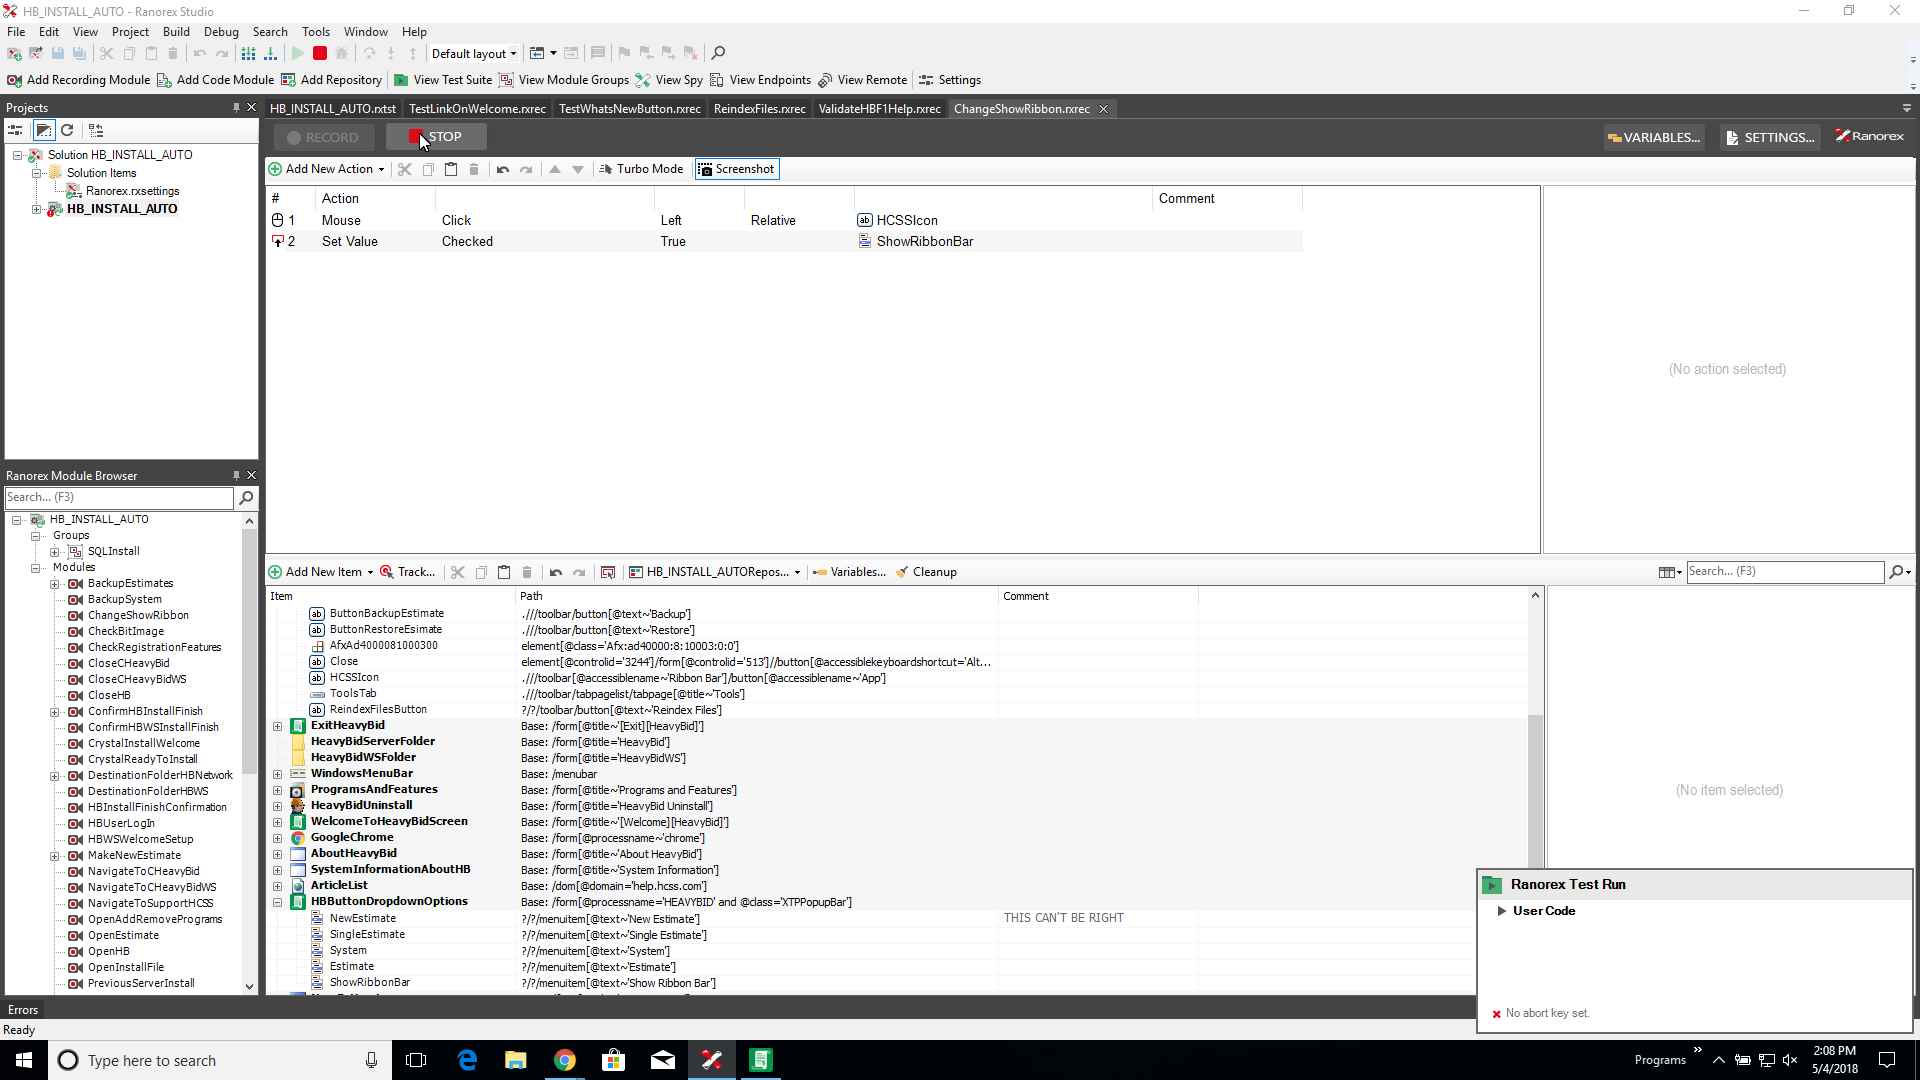 HB_INSTALL_AUTO - Ranorex Studio
File Edit View Project Build Debug Search Tools Window Help
Default layout
Add Recording Module Add Code Module Add Repository View Test Suite View Module Groups View Spy View Endpoints View Remote Settings
Projects
HB_INSTALL_AUTO.rxtst TestLinkOnWelcome.rxrec TestWhatsNewButton.rxrec ReindexFiles.rxrec ValidateHBF1Help.rxrec ChangeShowRibbon.rxrec
RECORD STOP VARIABLES... SETTINGS... Ranorex
Solution HB_INSTALL_AUTO
Solution Items
Ranorex.rxsettings
HB_INSTALL_AUTO
Add New Action Turbo Mode Screenshot
# Action Comment
1 Mouse Click Left Relative HCSSIcon
2 Set Value Checked True ShowRibbonBar
(No action selected)
Ranorex Module Browser
Search... (F3)
HB_INSTALL_AUTO
Groups
SQLInstall
Modules
BackupEstimates
BackupSystem
ChangeShowRibbon
CheckBitImage
CheckRegistrationFeatures
CloseCHeavyBid
CloseCHeavyBidWS
CloseHB
ConfirmHBInstallFinish
ConfirmHBWSInstallFinish
CrystalInstallWelcome
CrystalReadyToInstall
DestinationFolderHBNetwork
DestinationFolderHBWS
HBInstallFinishConfirmation
HBUserLogIn
HBWSWelcomeSetup
MakeNewEstimate
NavigateToCHeavyBid
NavigateToCHeavyBidWS
NavigateToSupportHCSS
OpenAddRemovePrograms
OpenEstimate
OpenHB
OpenInstallFile
PreviousServerInstall
Add New Item Track... HB_INSTALL_AUTORepos... Variables... Cleanup Search... (F3)
Item Path Comment
ButtonBackupEstimate .///toolbar/button[@text~'Backup']
ButtonRestoreEsimate .///toolbar/button[@text~'Restore']
AfxAd4000081000300 element[@class='Afx:ad40000:8:10003:0:0']
Close element[@controlid='3244']/form[@controlid='513']//button[@accessiblekeyboardshortcut='Alt...
HCSSIcon .///toolbar[@accessiblename~'Ribbon Bar']/button[@accessiblename~'App']
ToolsTab .///toolbar/tabpagelist/tabpage[@title~'Tools']
ReindexFilesButton ?/?/toolbar/button[@text~'Reindex Files']
ExitHeavyBid Base: /form[@title~'[Exit][HeavyBid]']
HeavyBidServerFolder Base: /form[@title='HeavyBid']
HeavyBidWSFolder Base: /form[@title='HeavyBidWS']
WindowsMenuBar Base: /menubar
ProgramsAndFeatures Base: /form[@title~'Programs and Features']
HeavyBidUninstall Base: /form[@title='HeavyBid Uninstall']
WelcomeToHeavyBidScreen Base: /form[@title~'[Welcome][HeavyBid]']
GoogleChrome Base: /form[@processname~'chrome']
AboutHeavyBid Base: /form[@title~'About HeavyBid']
SystemInformationAboutHB Base: /form[@title~'System Information']
ArticleList Base: /dom[@domain='help.hcss.com']
HBButtonDropdownOptions Base: /form[@processname='HEAVYBID' and @class='XTPPopupBar']
NewEstimate ?/?/menuitem[@text~'New Estimate'] THIS CAN'T BE RIGHT
SingleEstimate ?/?/menuitem[@text~'Single Estimate']
System ?/?/menuitem[@text~'System']
Estimate ?/?/menuitem[@text~'Estimate']
ShowRibbonBar ?/?/menuitem[@text~'Show Ribbon Bar']
(No item selected)
Ranorex Test Run
User Code
No abort key set.
Errors
Ready
Type here to search
Programs
2:08 PM
5/4/2018